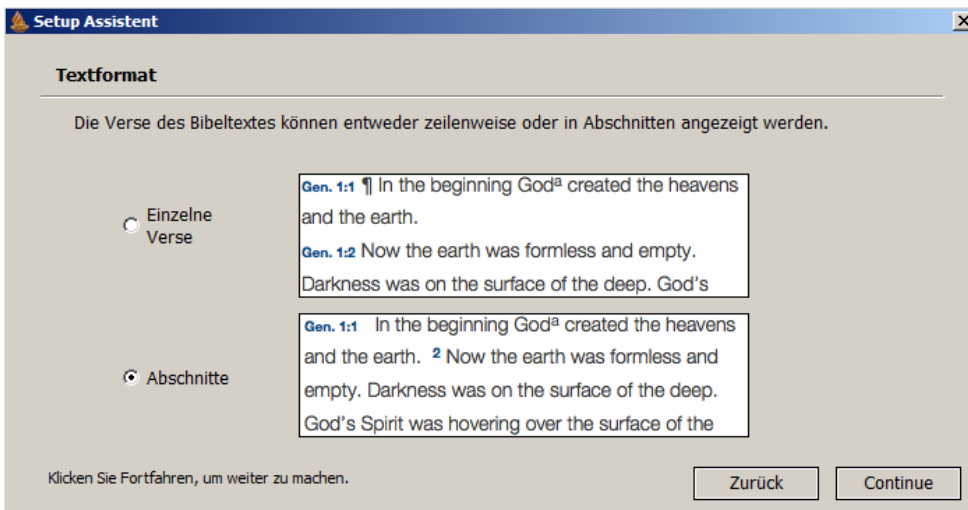 Setup Assistent
Textformat
Die Verse des Bibeltextes können entweder zeilenweise oder in Abschnitten angezeigt werden.
Einzelne
Verse
Gen. 1:1 ¶ In the beginning Godª created the heavens
and the earth.
Gen. 1:2 Now the earth was formless and empty.
Darkness was on the surface of the deep. God's
Abschnitte
Gen. 1:1 In the beginning Godª created the heavens
and the earth. ² Now the earth was formless and
empty. Darkness was on the surface of the deep.
God's Spirit was hovering over the surface of the
Klicken Sie Fortfahren, um weiter zu machen.
Zurück
Continue